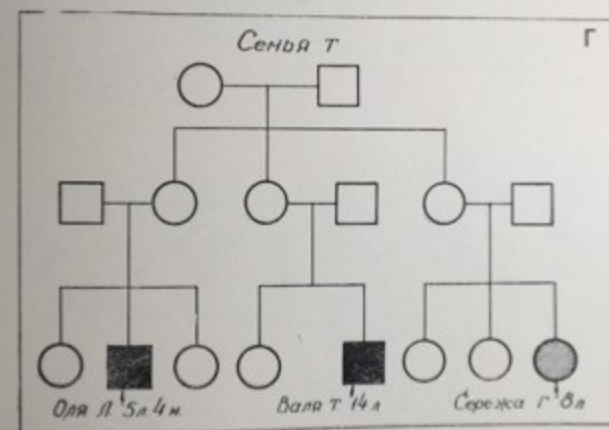 Семья Т
Г
Оля Л 5л 4м.
Валя Т 14л
Сережа Г 8л